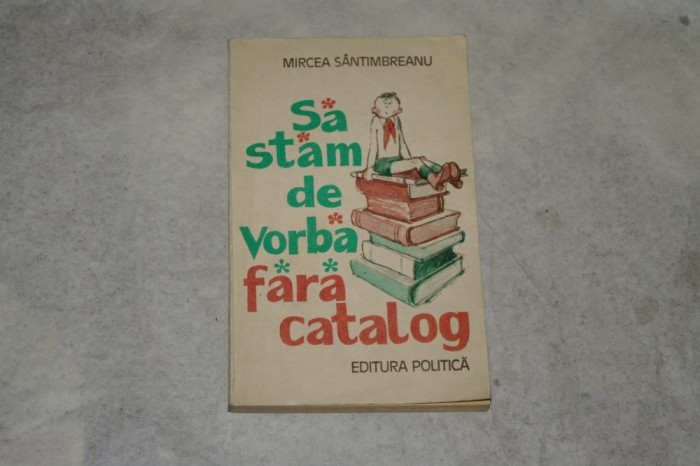 MIRCEA SÂNTIMBREANU
Să
stăm
de
vorbă
fără
catalog
EDITURA POLITICĂ